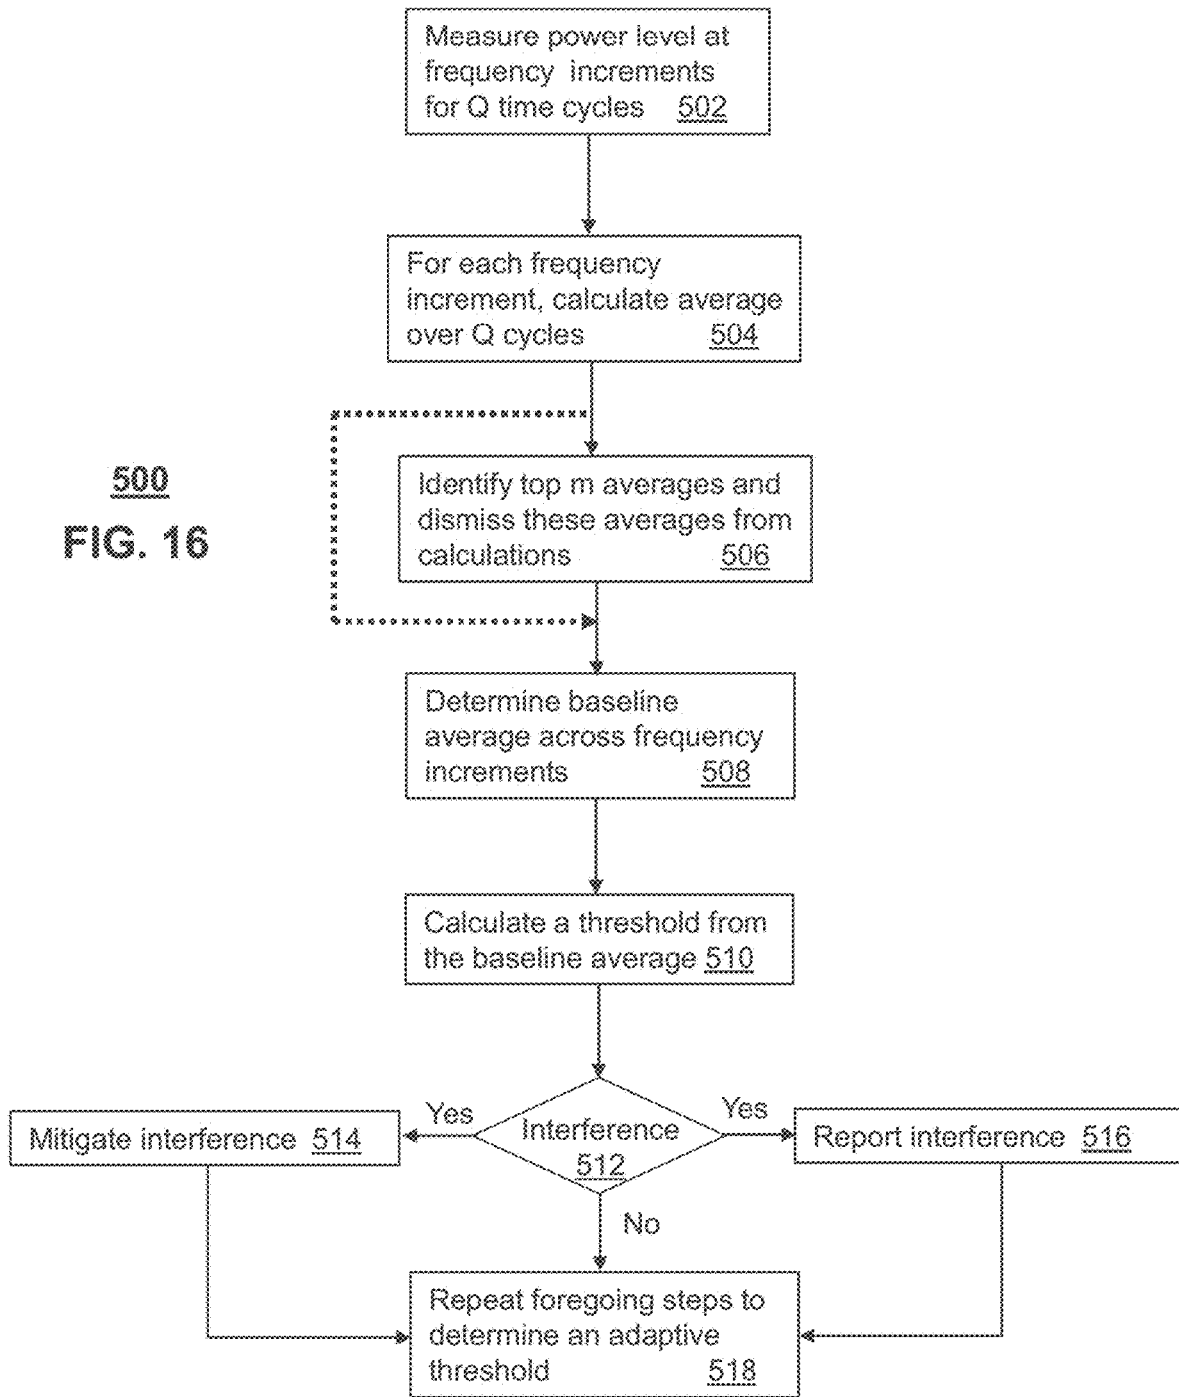 Measure power level at
frequency increments
for Q time cycles 502
For each frequency
increment, calculate average
over Q cycles 504
500
FIG. 16
Identify top m averages and
dismiss these averages from
calculations 506
Determine baseline
average across frequency
increments 508
Calculate a threshold from
the baseline average 510
Yes
Yes
Mitigate interference 514
Interference
512
Report interference 516
No
Repeat foregoing steps to
determine an adaptive
threshold 518